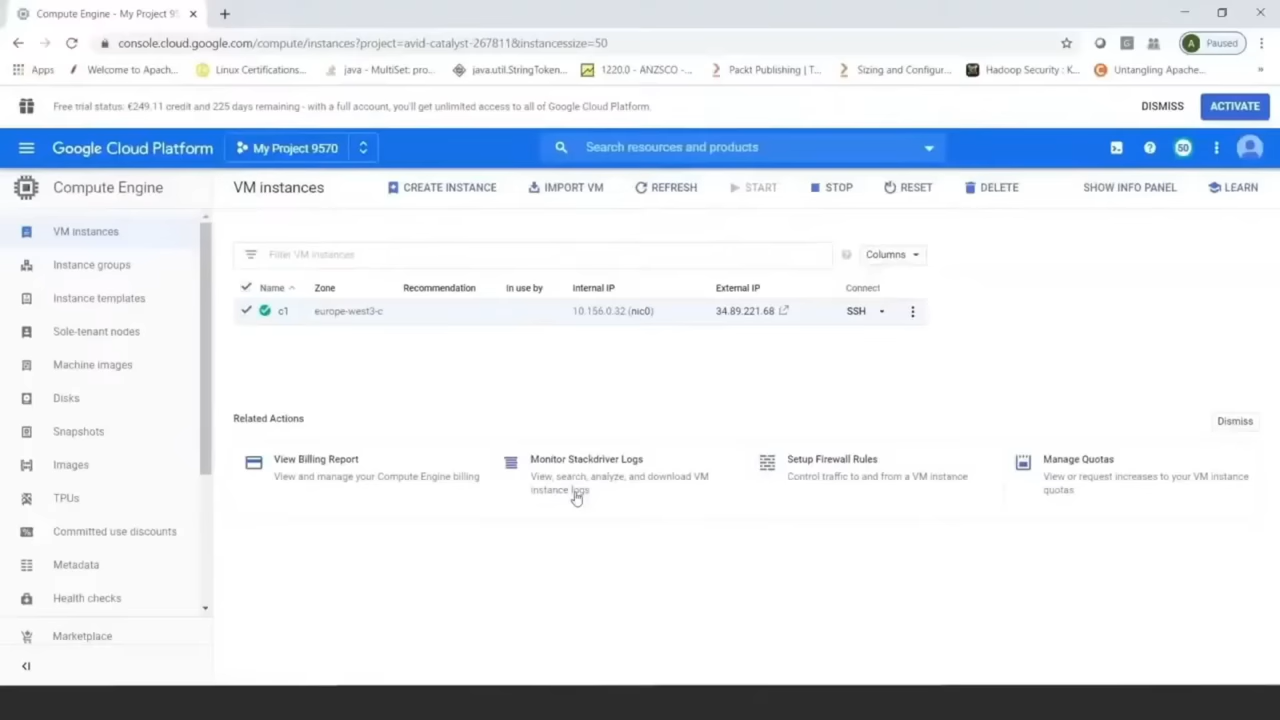 Compute Engine - My Project 95
console.cloud.google.com/compute/instances?project=avid-catalyst-267811&instancessize=50
A Paused
Apps Welcome to Apach... Linux Certifications... java - MultiSet: pro... java.util.StringToken... 1220.0 - ANZSCO -... Packt Publishing | T... Sizing and Configur... Hadoop Security : K... Untangling Apache... »
Free trial status: €249.11 credit and 225 days remaining - with a full account, you'll get unlimited access to all of Google Cloud Platform. DISMISS ACTIVATE
Google Cloud Platform My Project 9570 Search resources and products 50
Compute Engine VM instances CREATE INSTANCE IMPORT VM REFRESH START STOP RESET DELETE SHOW INFO PANEL LEARN
VM instances
Instance groups
Instance templates
Sole-tenant nodes
Machine images
Disks
Snapshots
Images
TPUs
Committed use discounts
Metadata
Health checks
Marketplace
Filter VM instances Columns
Name Zone Recommendation In use by Internal IP External IP Connect
c1 europe-west3-c 10.156.0.32 (nic0) 34.89.221.68 SSH
Related Actions Dismiss
View Billing Report
View and manage your Compute Engine billing
Monitor Stackdriver Logs
View, search, analyze, and download VM
instance logs
Setup Firewall Rules
Control traffic to and from a VM instance
Manage Quotas
View or request increases to your VM instance
quotas